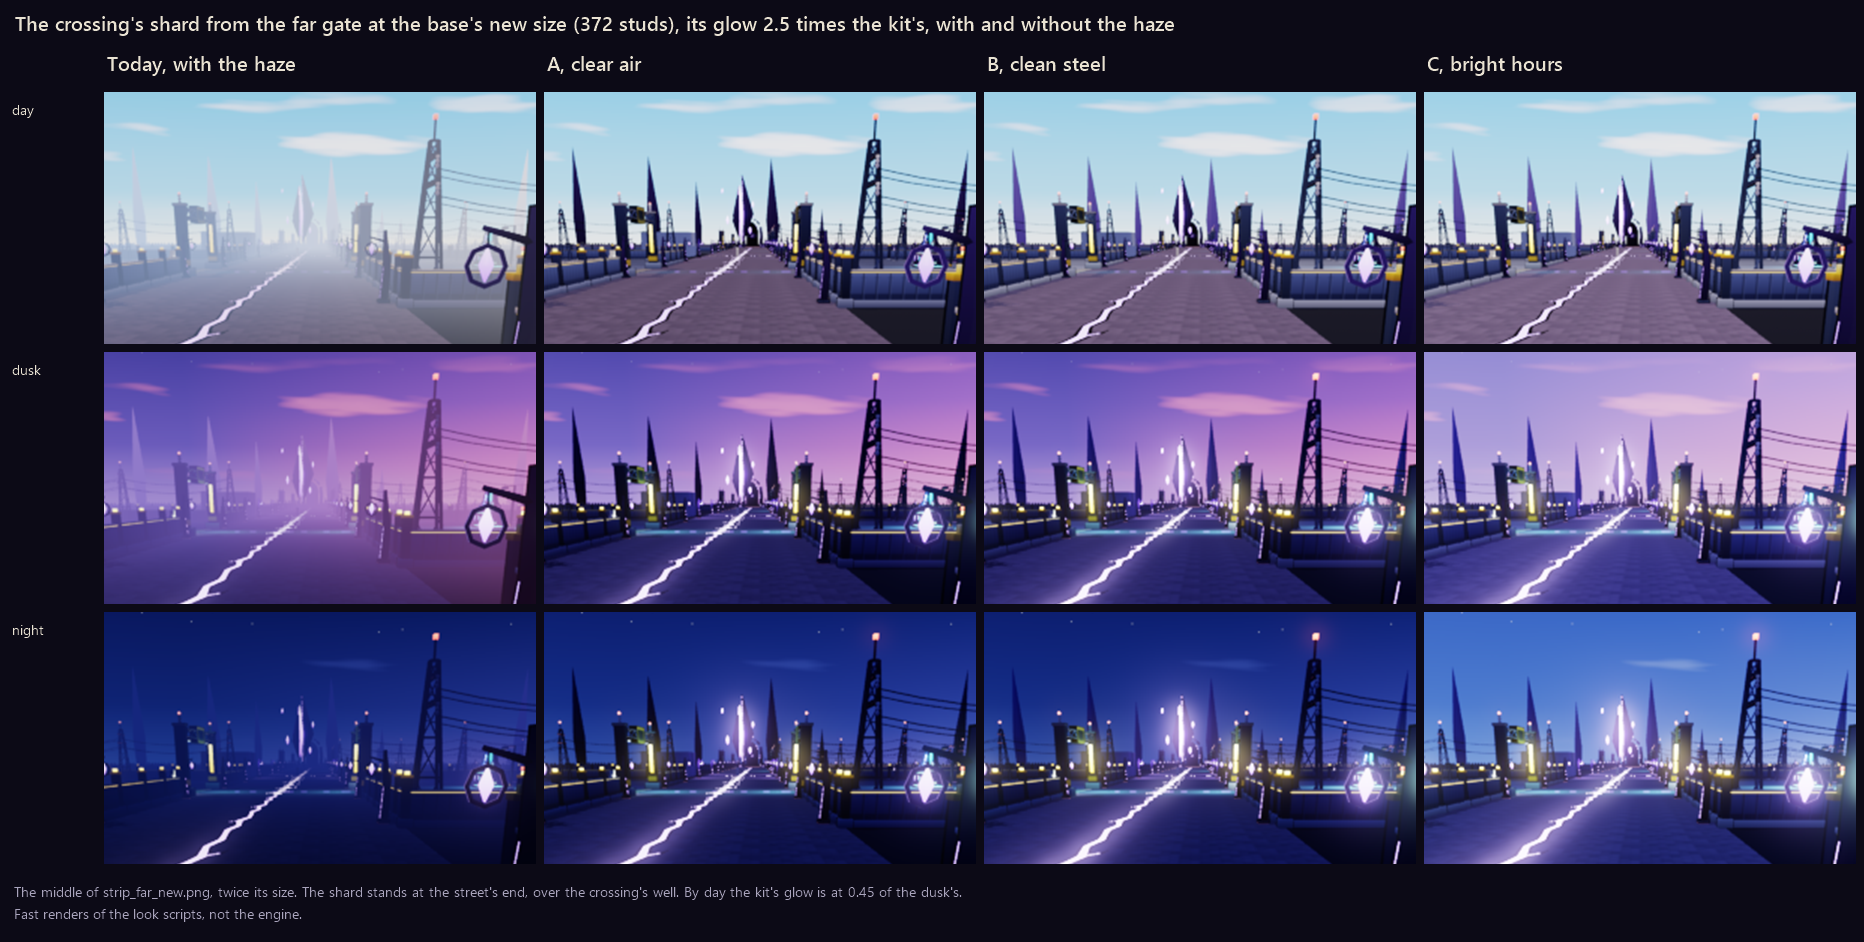 The crossing's shard from the far gate at the base's new size (372 studs), its glow 2.5 times the kit's, with and without the haze
Today, with the haze
A, clear air
B, clean steel
C, bright hours
day
dusk
night
The middle of strip_far_new.png, twice its size. The shard stands at the street's end, over the crossing's well. By day the kit's glow is at 0.45 of the dusk's.
Fast renders of the look scripts, not the engine.